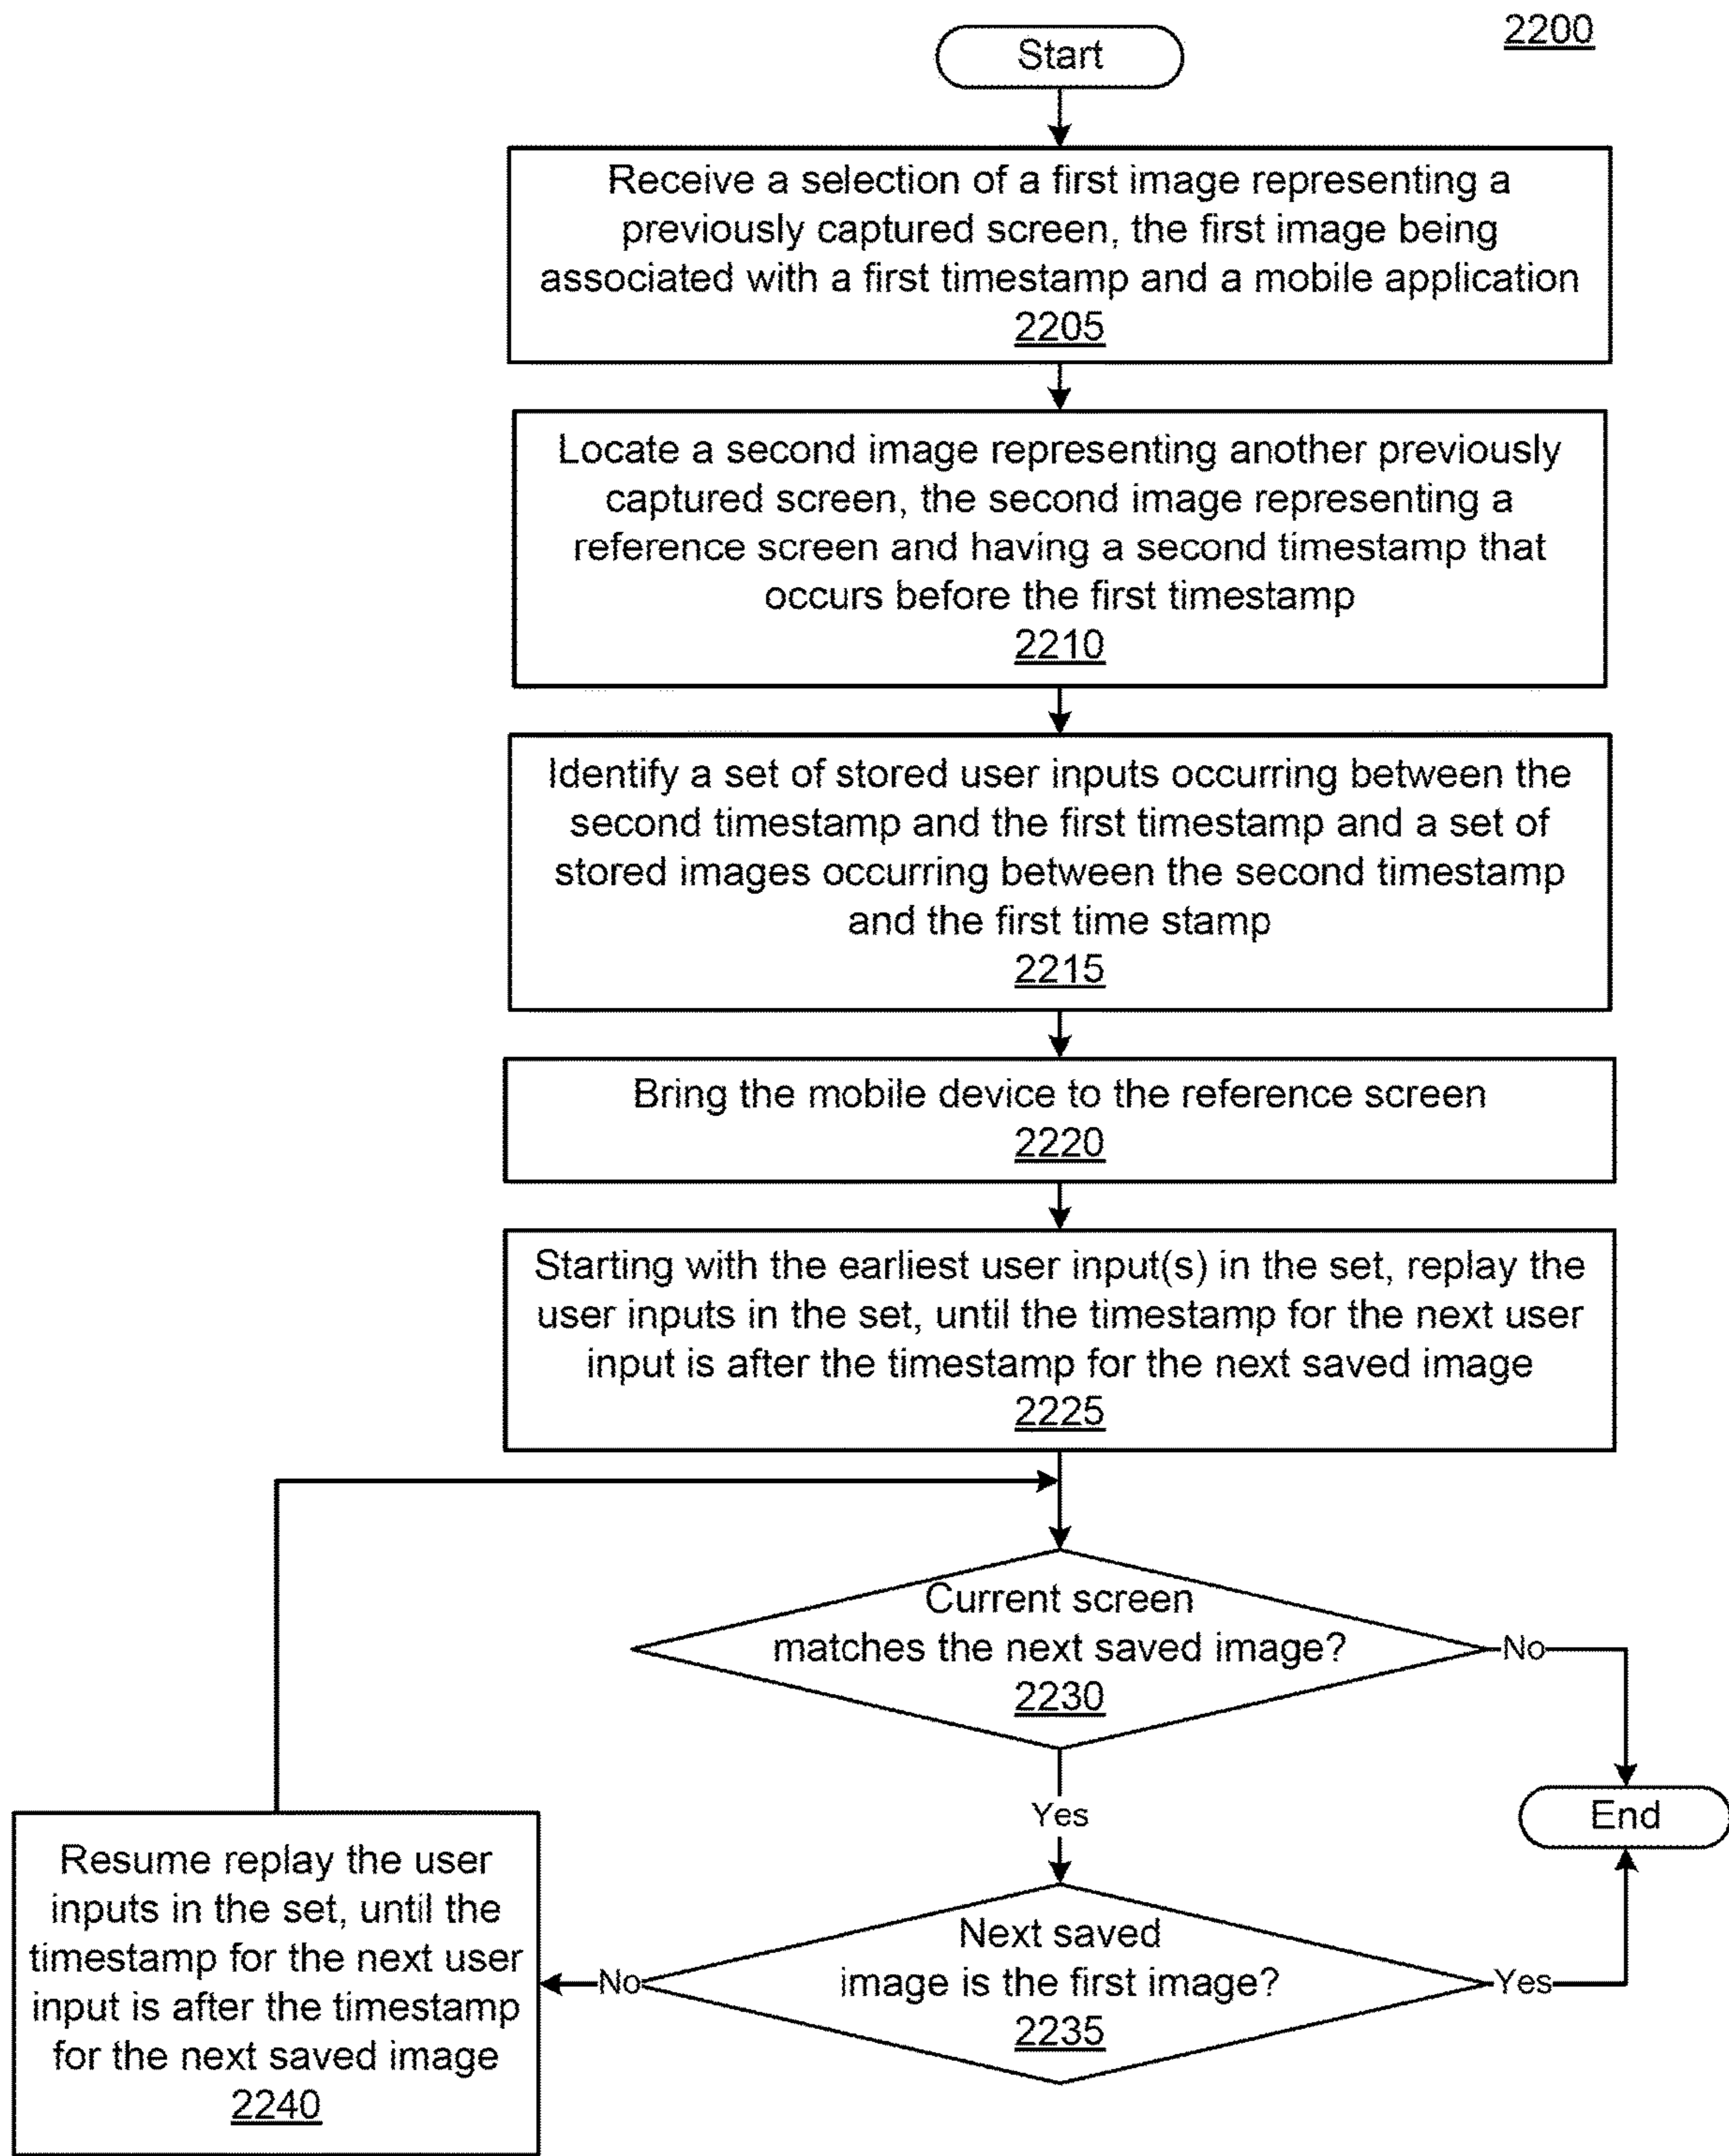 2200
Start
Receive a selection of a first image representing a
previously captured screen, the first image being
associated with a first timestamp and a mobile application
2205
Locate a second image representing another previously
captured screen, the second image representing a
reference screen and having a second timestamp that
occurs before the first timestamp
2210
Identify a set of stored user inputs occurring between the
second timestamp and the first timestamp and a set of
stored images occurring between the second timestamp
and the first time stamp
2215
Bring the mobile device to the reference screen
2220
Starting with the earliest user input(s) in the set, replay the
user inputs in the set, until the timestamp for the next user
input is after the timestamp for the next saved image
2225
Current screen
matches the next saved image?
2230
No
Yes
End
Next saved
image is the first image?
2235
No
Yes
Resume replay the user
inputs in the set, until the
timestamp for the next user
input is after the timestamp
for the next saved image
2240